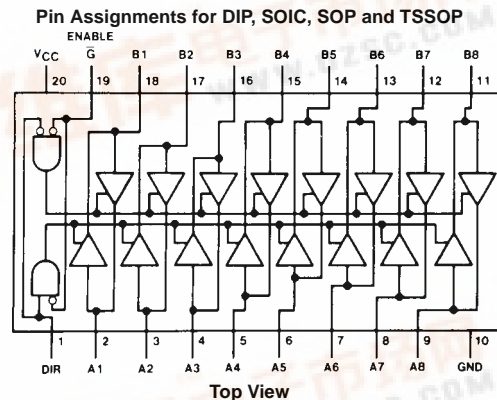 Pin Assignments for DIP, SOIC, SOP and TSSOP
ENABLE
VCC G̅ B1 B2 B3 B4 B5 B6 B7 B8
20 19 18 17 16 15 14 13 12 11
1 2 3 4 5 6 7 8 9 10
DIR A1 A2 A3 A4 A5 A6 A7 A8 GND
Top View